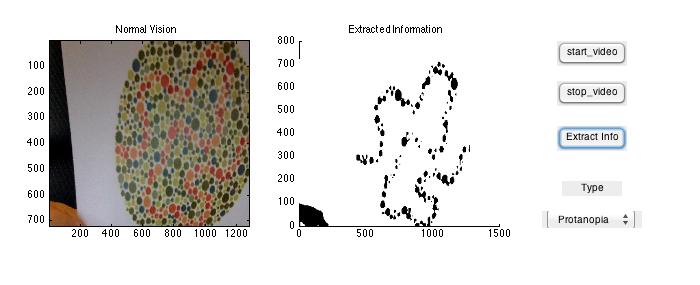 Normal Vision
100
200
300
400
500
600
700
200 400 600 800 1000 1200
Extracted Information
800
700
600
500
400
300
200
100
0
0 500 1000 1500
start_video
stop_video
Extract Info
Type
Protanopia